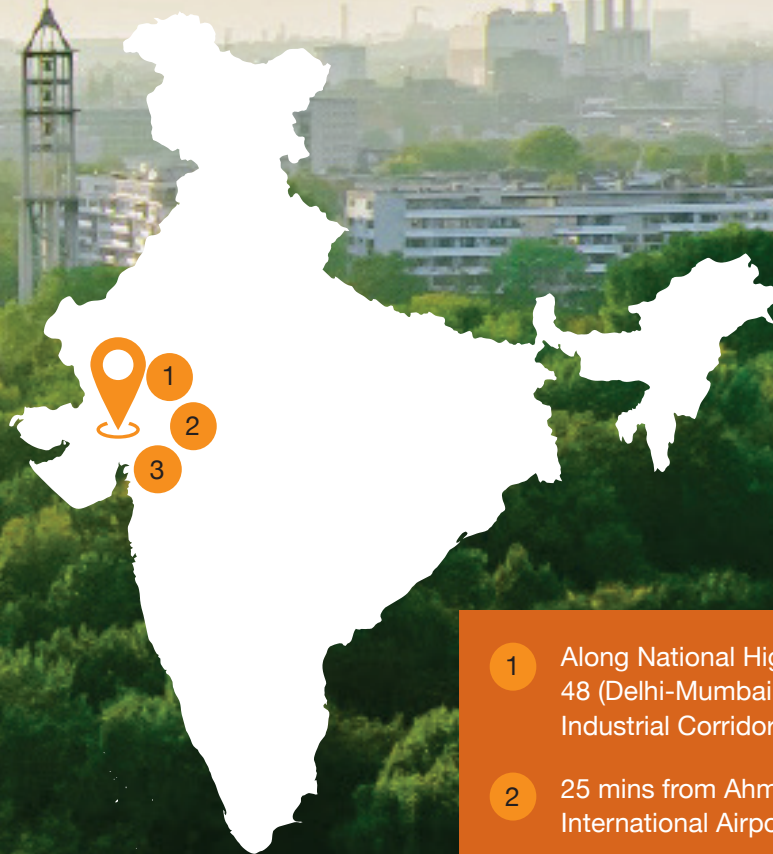 1
2
3
1 Along National Hig
48 (Delhi-Mumbai
Industrial Corridor
2 25 mins from Ahm
International Airpo